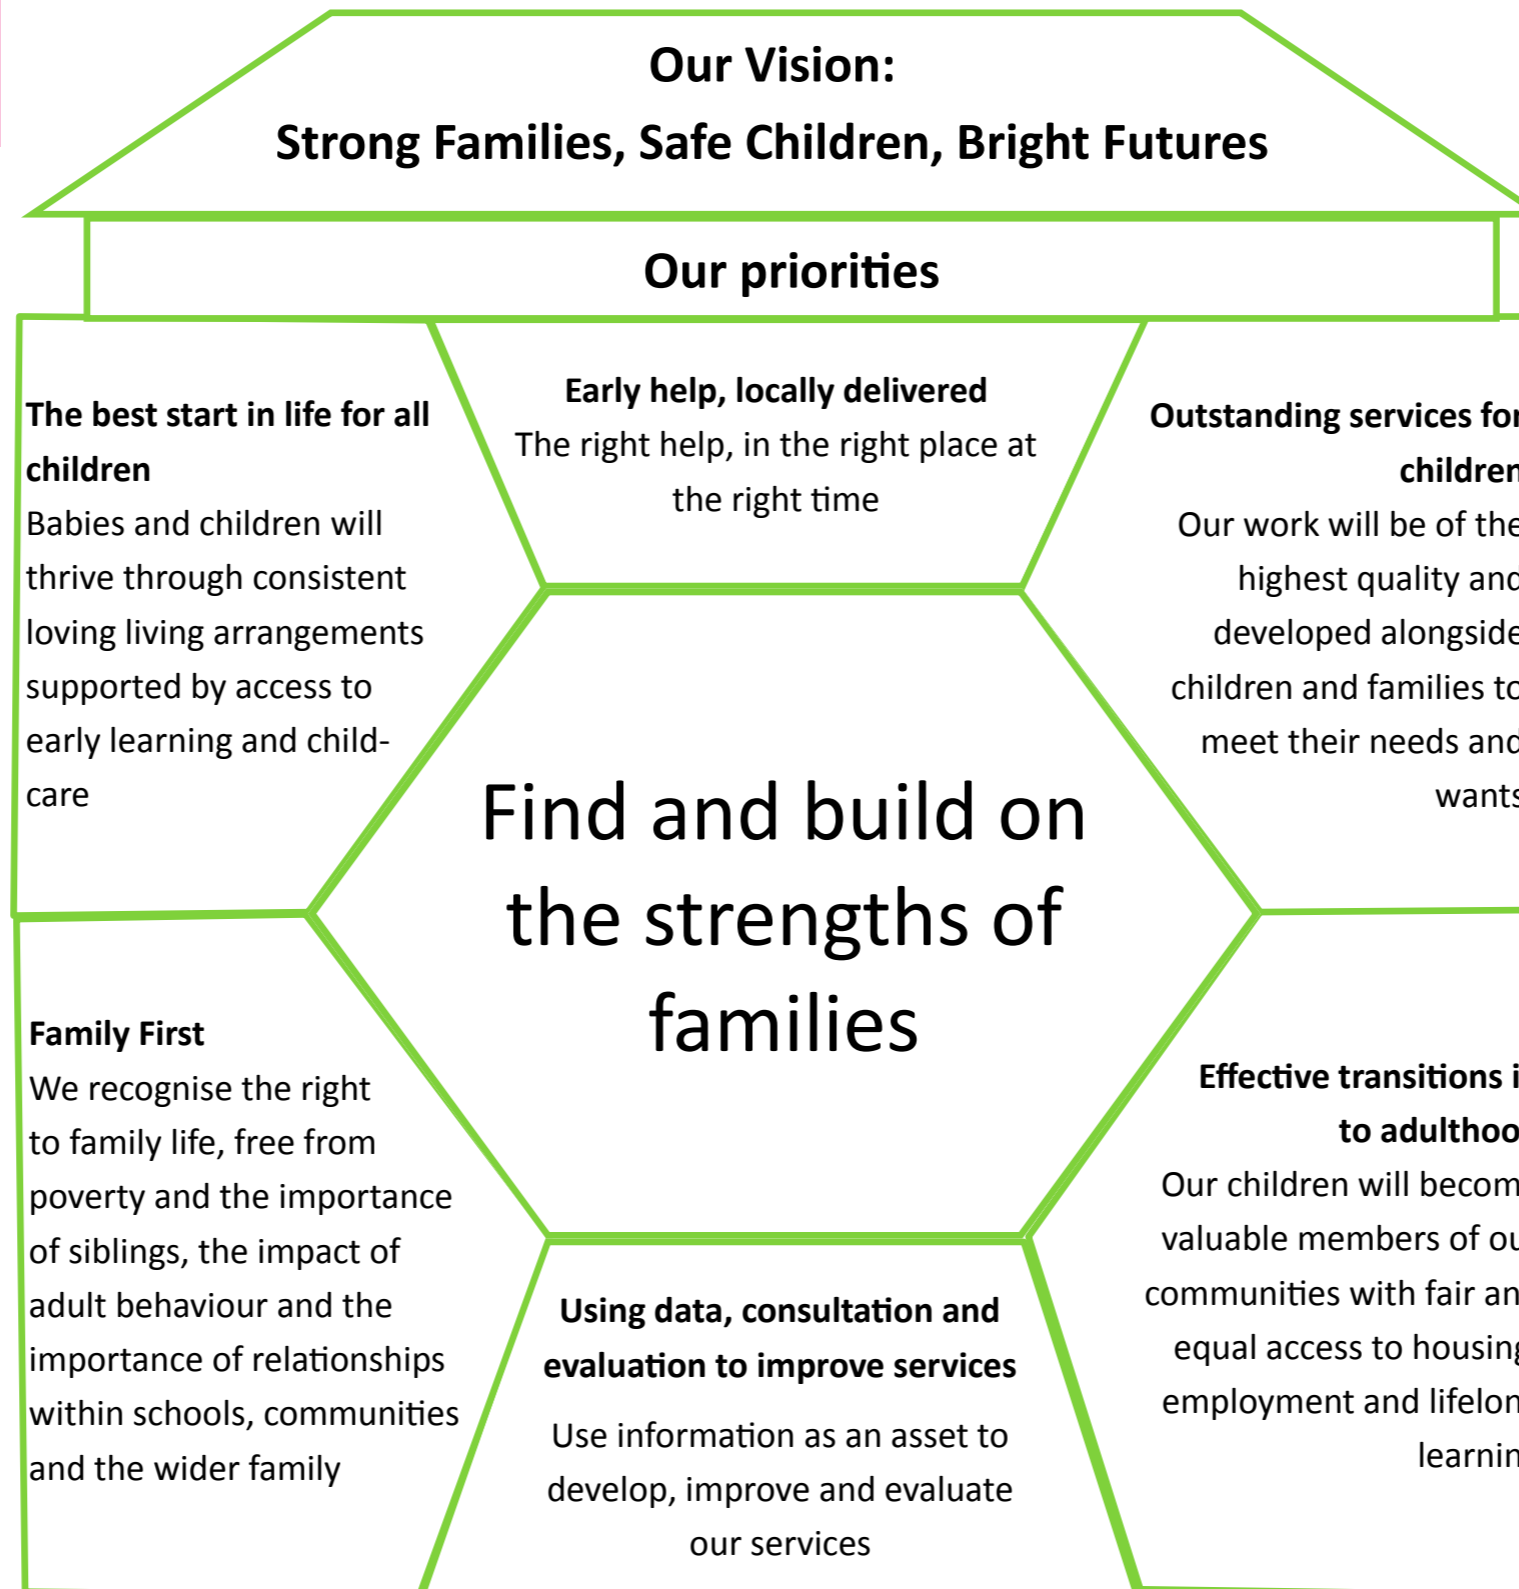 Our Vision:
Strong Families, Safe Children, Bright Futures
Our priorities
The best start in life for all
children
Babies and children will
thrive through consistent
loving living arrangements
supported by access to
early learning and child-
care
Early help, locally delivered
The right help, in the right place at
the right time
Outstanding services for
children
Our work will be of the
highest quality and
developed alongside
children and families to
meet their needs and
wants
Find and build on
the strengths of
families
Family First
We recognise the right
to family life, free from
poverty and the importance
of siblings, the impact of
adult behaviour and the
importance of relationships
within schools, communities
and the wider family
Using data, consultation and
evaluation to improve services
Use information as an asset to
develop, improve and evaluate
our services
Effective transitions i
to adulthoo
Our children will becom
valuable members of ou
communities with fair an
equal access to housing
employment and lifelon
learnin